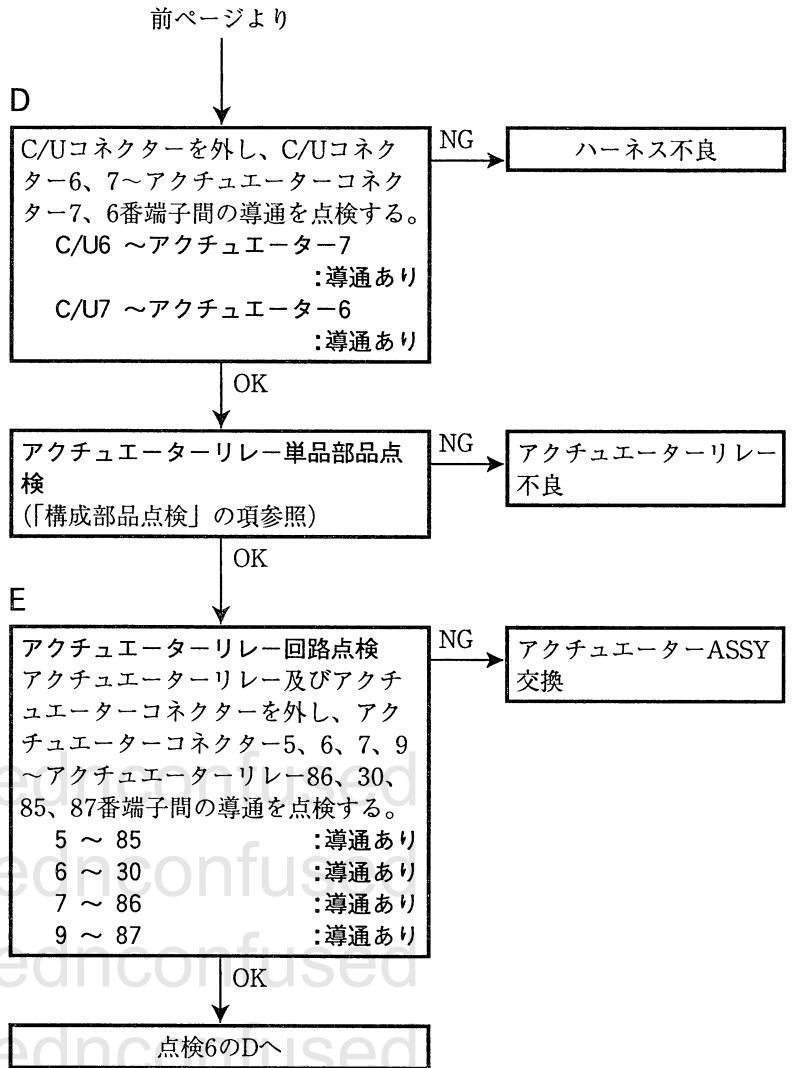 前ページより
D
C/Uコネクターを外し、C/Uコネク
ター6、7～アクチュエーターコネク
ター7、6番端子間の導通を点検する。
C/U6 ～アクチュエーター7
:導通あり
C/U7 ～アクチュエーター6
:導通あり
NG
ハーネス不良
OK
アクチュエーターリレー単品部品点
検
(「構成部品点検」の項参照)
NG
アクチュエーターリレー
不良
OK
E
アクチュエーターリレー回路点検
アクチュエーターリレー及びアクチ
ュエーターコネクターを外し、アク
チュエーターコネクター5、6、7、9
～アクチュエーターリレー86、30、
85、87番端子間の導通を点検する。
5 ～ 85 :導通あり
6 ～ 30 :導通あり
7 ～ 86 :導通あり
9 ～ 87 :導通あり
NG
アクチュエーターASSY
交換
OK
点検6のDへ
ednconfused
ednconfused
ednconfused
ednconfused